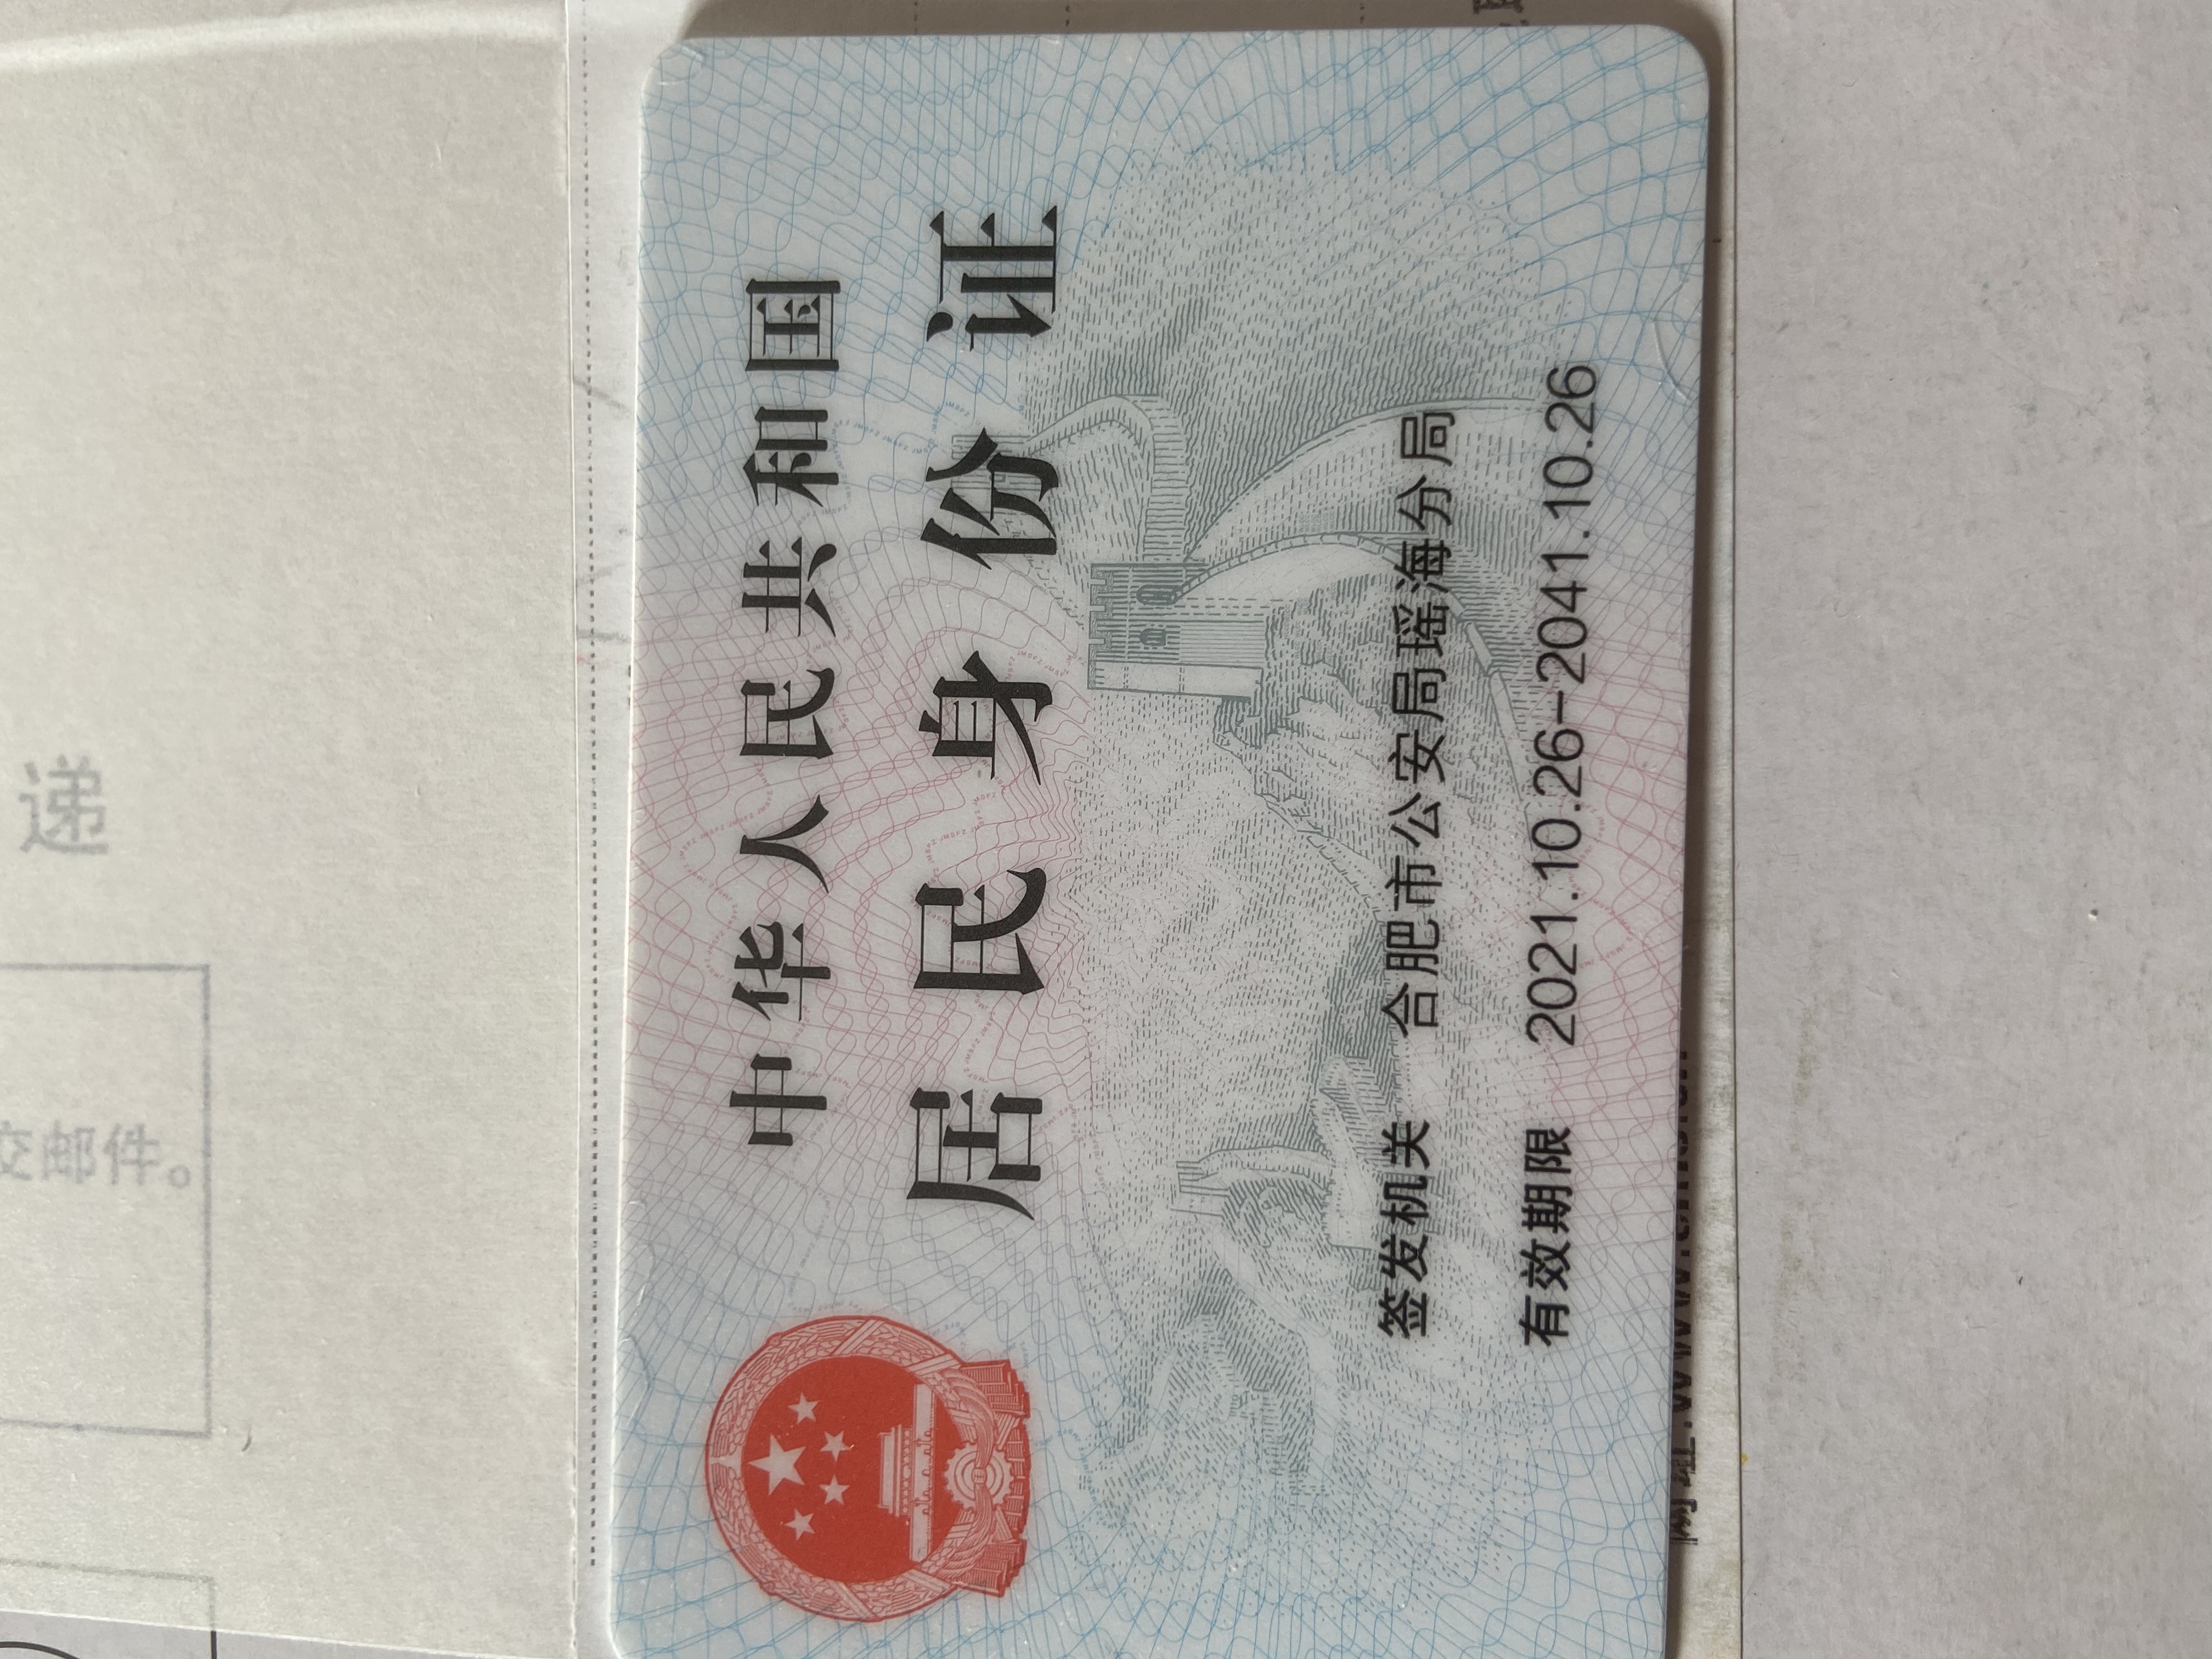 中华人民共和国
居民身份证
签发机关 合肥市公安局瑶海分局
有效期限 2021.10.26-2041.10.26
递
交邮件。